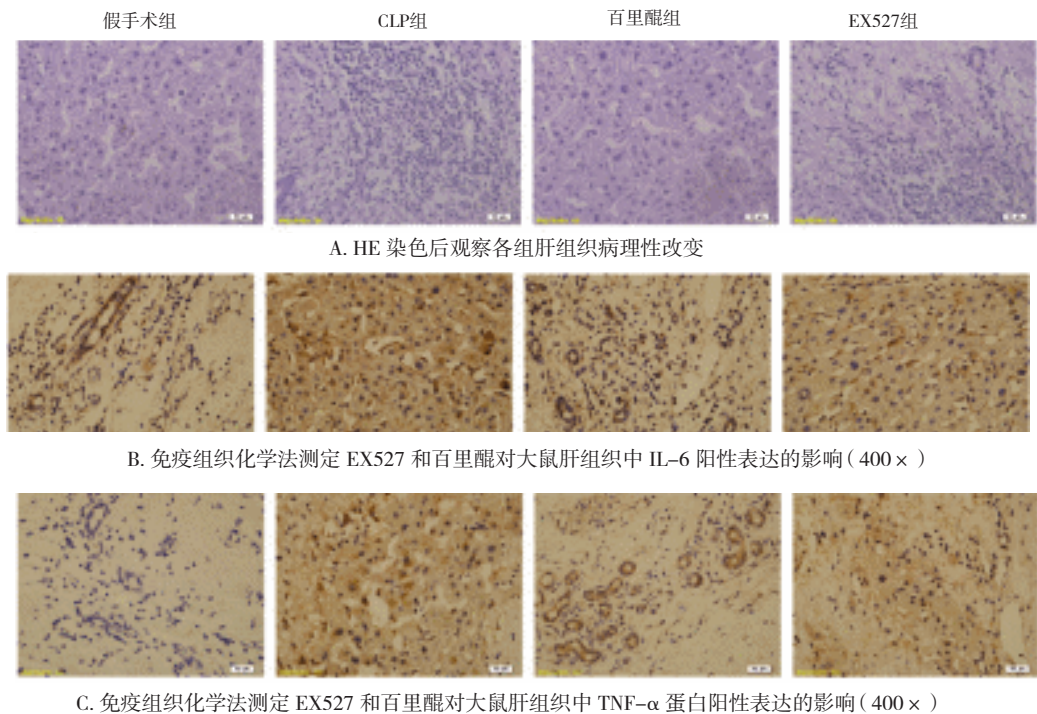 假手术组 CLP组 百里醌组 EX527组
A. HE 染色后观察各组肝组织病理性改变
B. 免疫组织化学法测定 EX527 和百里醌对大鼠肝组织中 IL-6 阳性表达的影响(400×)
C. 免疫组织化学法测定 EX527 和百里醌对大鼠肝组织中 TNF-α 蛋白阳性表达的影响(400×)